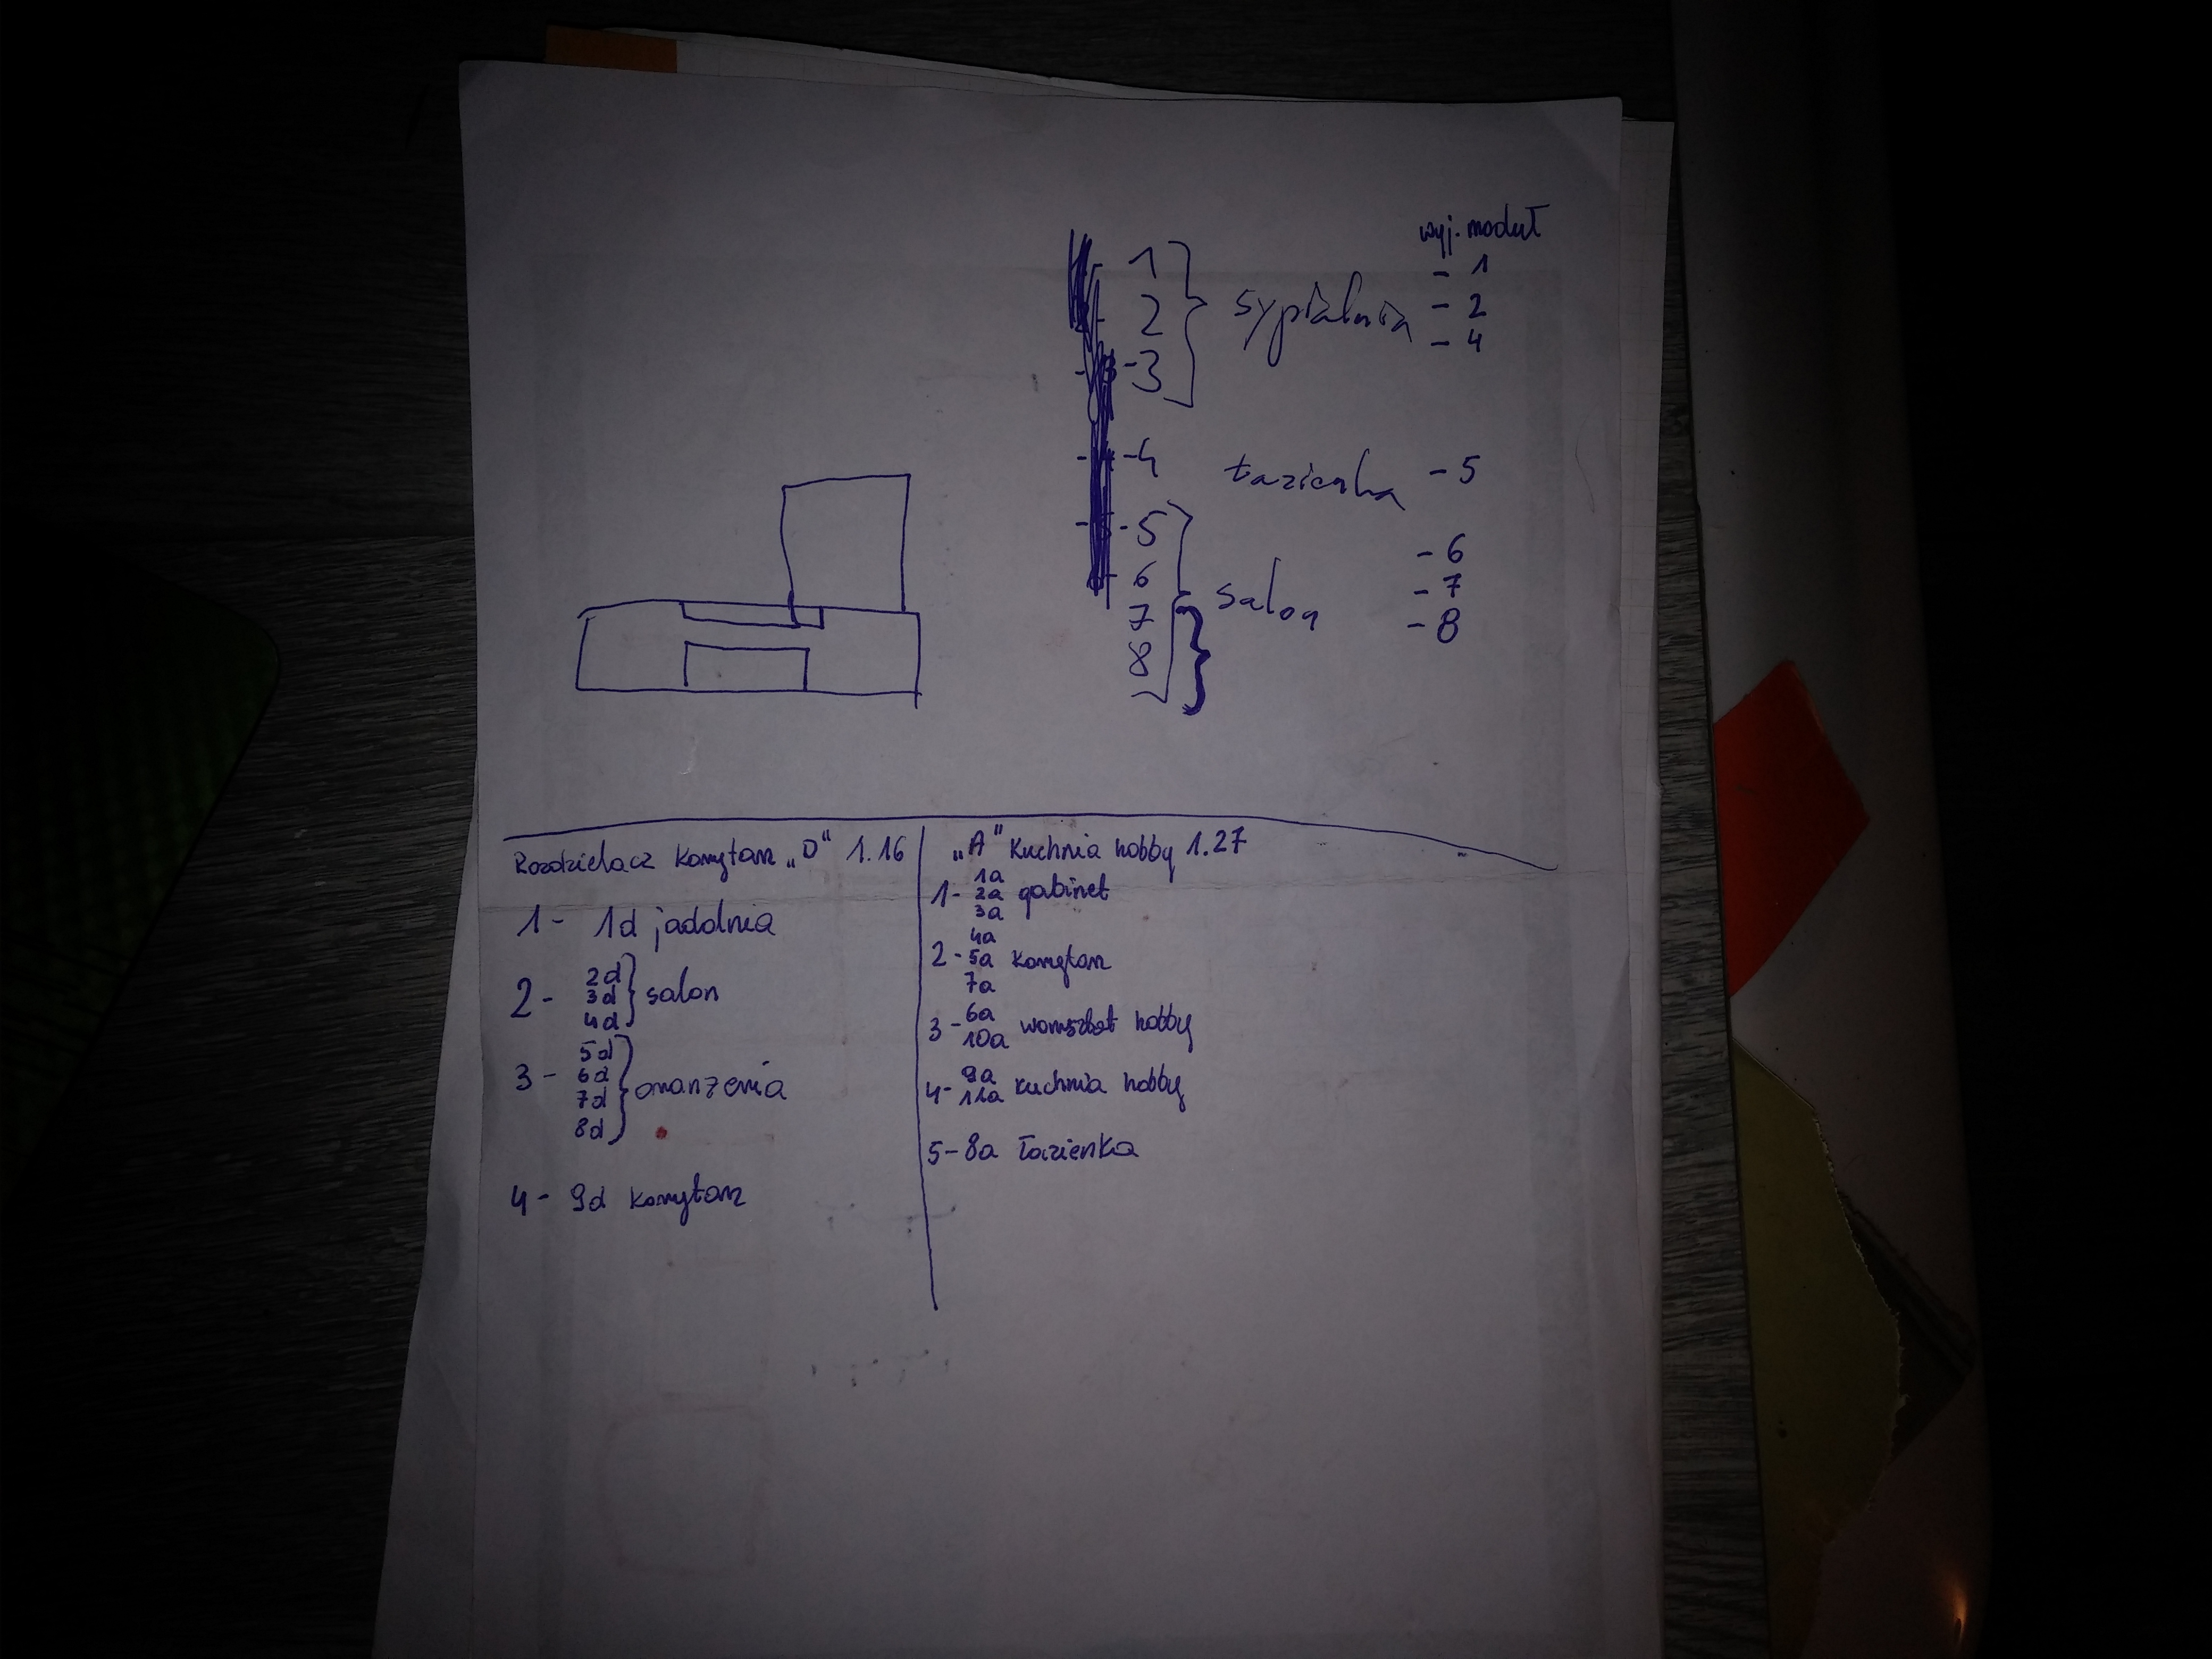 wyj. moduł
1 - 1
2 sypialnia - 2
-3 - 4
-4 łazienka - 5
-5 - 6
6 salon - 7
7 - 8
8
Rozdzielacz Korytarz „D" 1.16
1 - 1d jadalnia
2d
2 - 3d salon
4d
5d
3 - 6d oranżeria
7d
8d
4 - 9d Korytarz
„A" Kuchnia hobby 1.27
1a
1 - 2a gabinet
3a
4a
2 - 5a Korytarz
7a
3 - 6a warsztat hobby
10a
4 - 9a kuchnia hobby
11a
5 - 8a łazienka